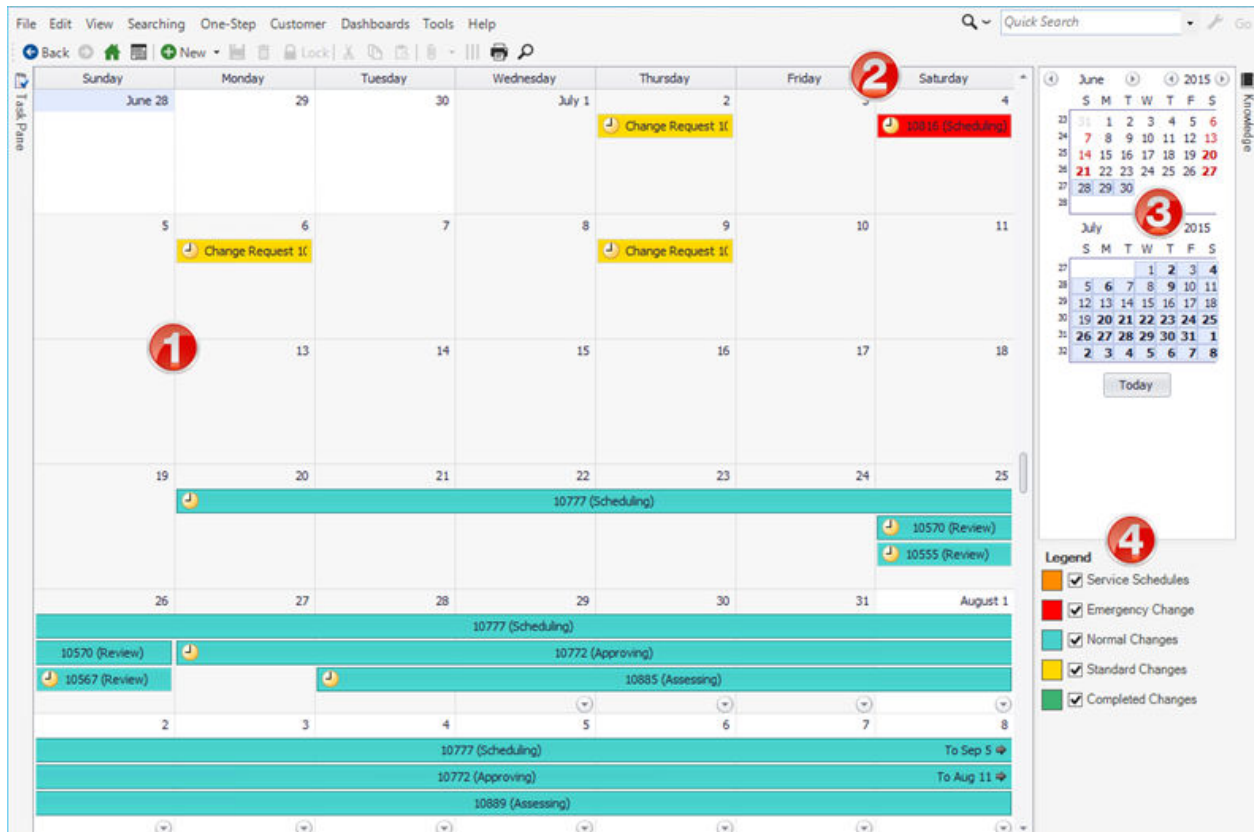 File Edit View Searching One-Step Customer Dashboards Tools Help Quick Search Go
Back New Lock
Task Pane
Sunday Monday Tuesday Wednesday Thursday Friday Saturday
2
June 28 29 30 July 1 2 3 4
Change Request 10 10016 (Scheduling)
5 6 7 8 9 10 11
Change Request 10 Change Request 10
1
13 14 15 16 17 18
19 20 21 22 23 24 25
10777 (Scheduling)
10570 (Review)
10555 (Review)
26 27 28 29 30 31 August 1
10777 (Scheduling)
10570 (Review) 10772 (Approving)
10567 (Review) 10885 (Assessing)
2 3 4 5 6 7 8
10777 (Scheduling) To Sep 5
10772 (Approving) To Aug 11
10889 (Assessing)
June 2015
S M T W T F S
23 31 1 2 3 4 5 6
24 7 8 9 10 11 12 13
25 14 15 16 17 18 19 20
26 21 22 23 24 25 26 27
27 28 29 30
28
3
July 2015
S M T W T F S
27 1 2 3 4
28 5 6 7 8 9 10 11
29 12 13 14 15 16 17 18
30 19 20 21 22 23 24 25
31 26 27 28 29 30 31 1
32 2 3 4 5 6 7 8
Today
4
Legend
Service Schedules
Emergency Change
Normal Changes
Standard Changes
Completed Changes
Knowledge